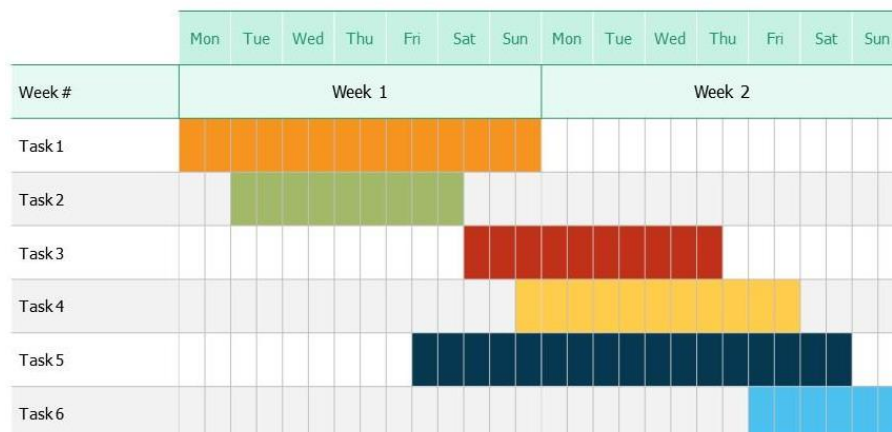 Mon Tue Wed Thu Fri Sat Sun Mon Tue Wed Thu Fri Sat Sun
Week # Week 1 Week 2
Task 1
Task 2
Task 3
Task 4
Task 5
Task 6